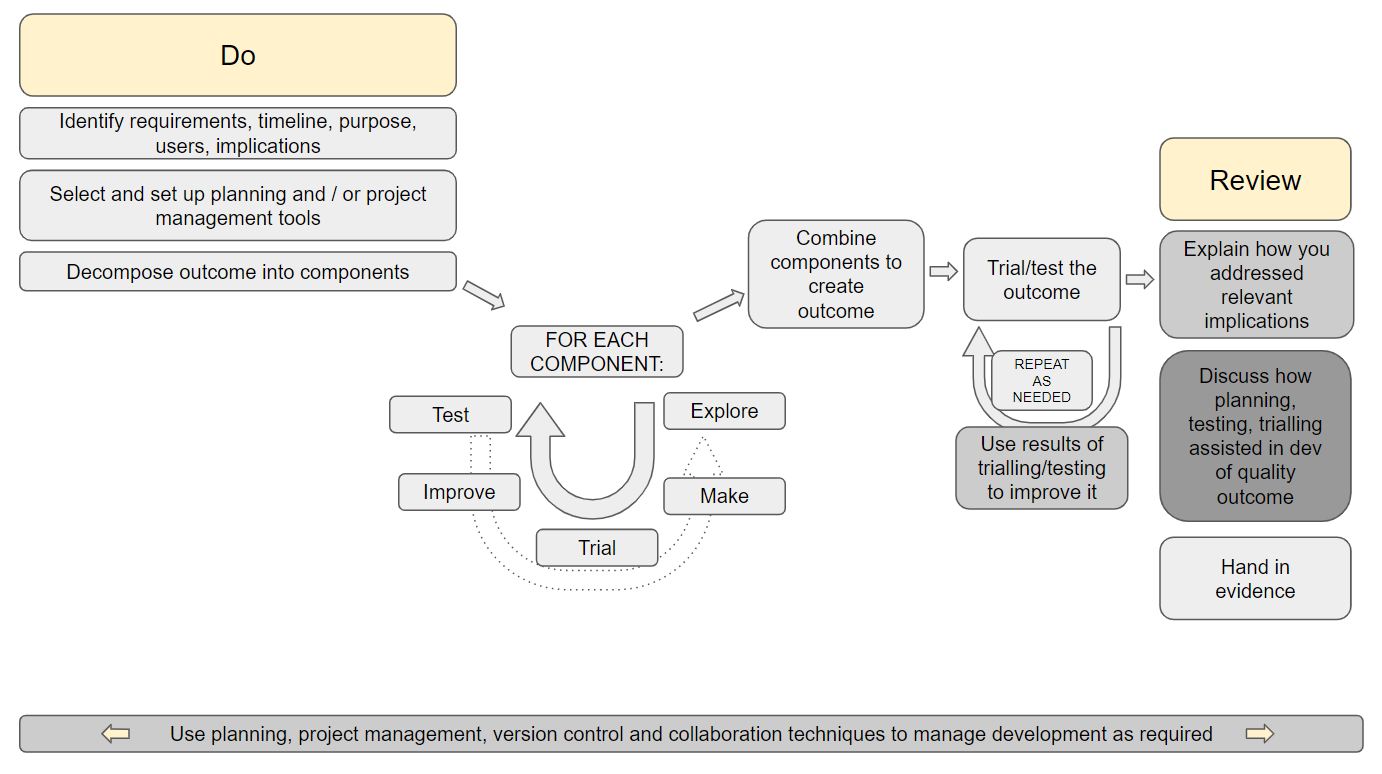 Do
Identify requirements, timeline, purpose,
users, implications
Select and set up planning and / or project
management tools
Decompose outcome into components
FOR EACH
COMPONENT:
Test
Explore
Improve
Make
Trial
Combine
components to
create
outcome
Trial/test the
outcome
REPEAT
AS
NEEDED
Use results of
trialling/testing
to improve it
Review
Explain how you
addressed
relevant
implications
Discuss how
planning,
testing, trialling
assisted in dev
of quality
outcome
Hand in
evidence
Use planning, project management, version control and collaboration techniques to manage development as required